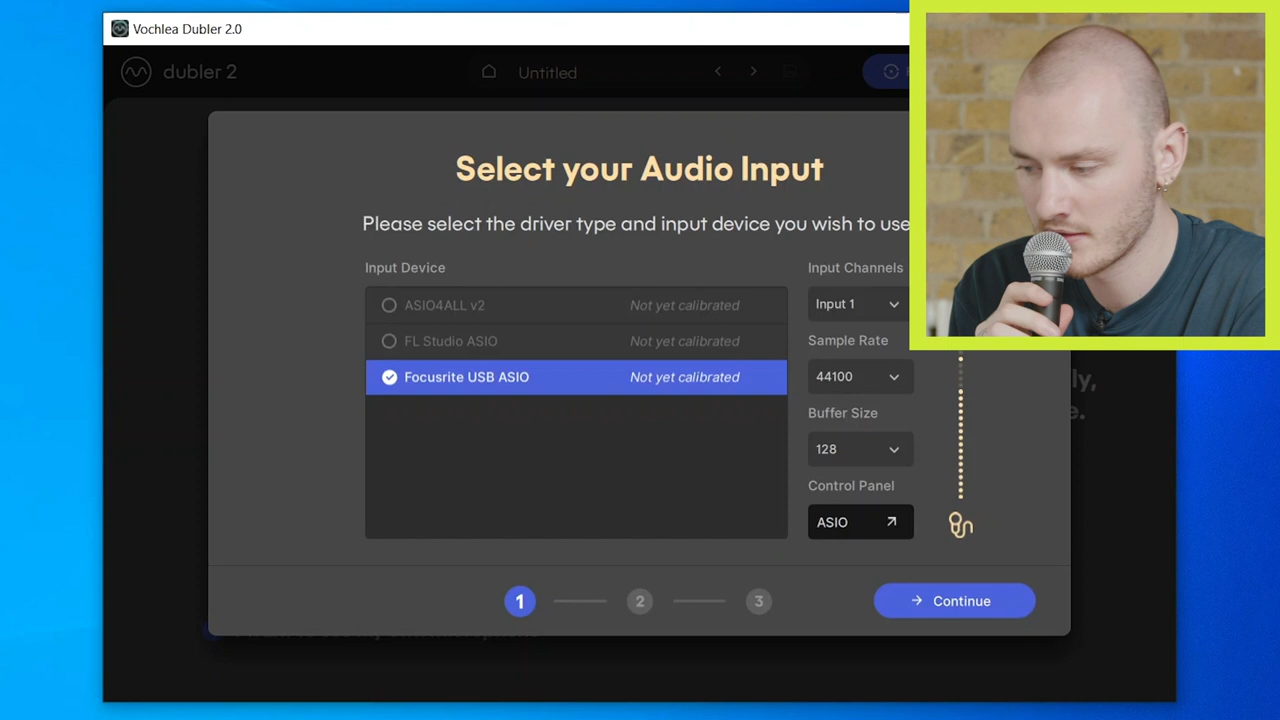 Vochlea Dubler 2.0
dubler 2
Untitled
Select your Audio Input
Please select the driver type and input device you wish to use
Input Device
Input Channels
ASIO4ALL v2 Not yet calibrated
Input 1
FL Studio ASIO Not yet calibrated
Sample Rate
Focusrite USB ASIO Not yet calibrated
44100
Buffer Size
128
Control Panel
ASIO
1 2 3
Continue